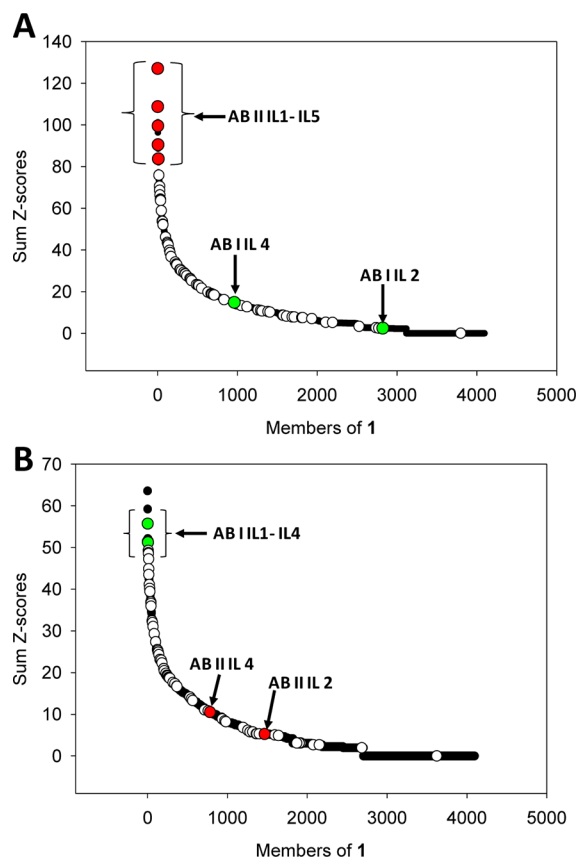 A
140
120
100
80
60
40
20
0
Sum Z-scores
AB II IL1- IL5
AB I IL 4
AB I IL 2
0 1000 2000 3000 4000 5000
Members of 1
B
70
60
50
40
30
20
10
0
Sum Z-scores
AB I IL1- IL4
AB II IL 4
AB II IL 2
0 1000 2000 3000 4000 5000
Members of 1